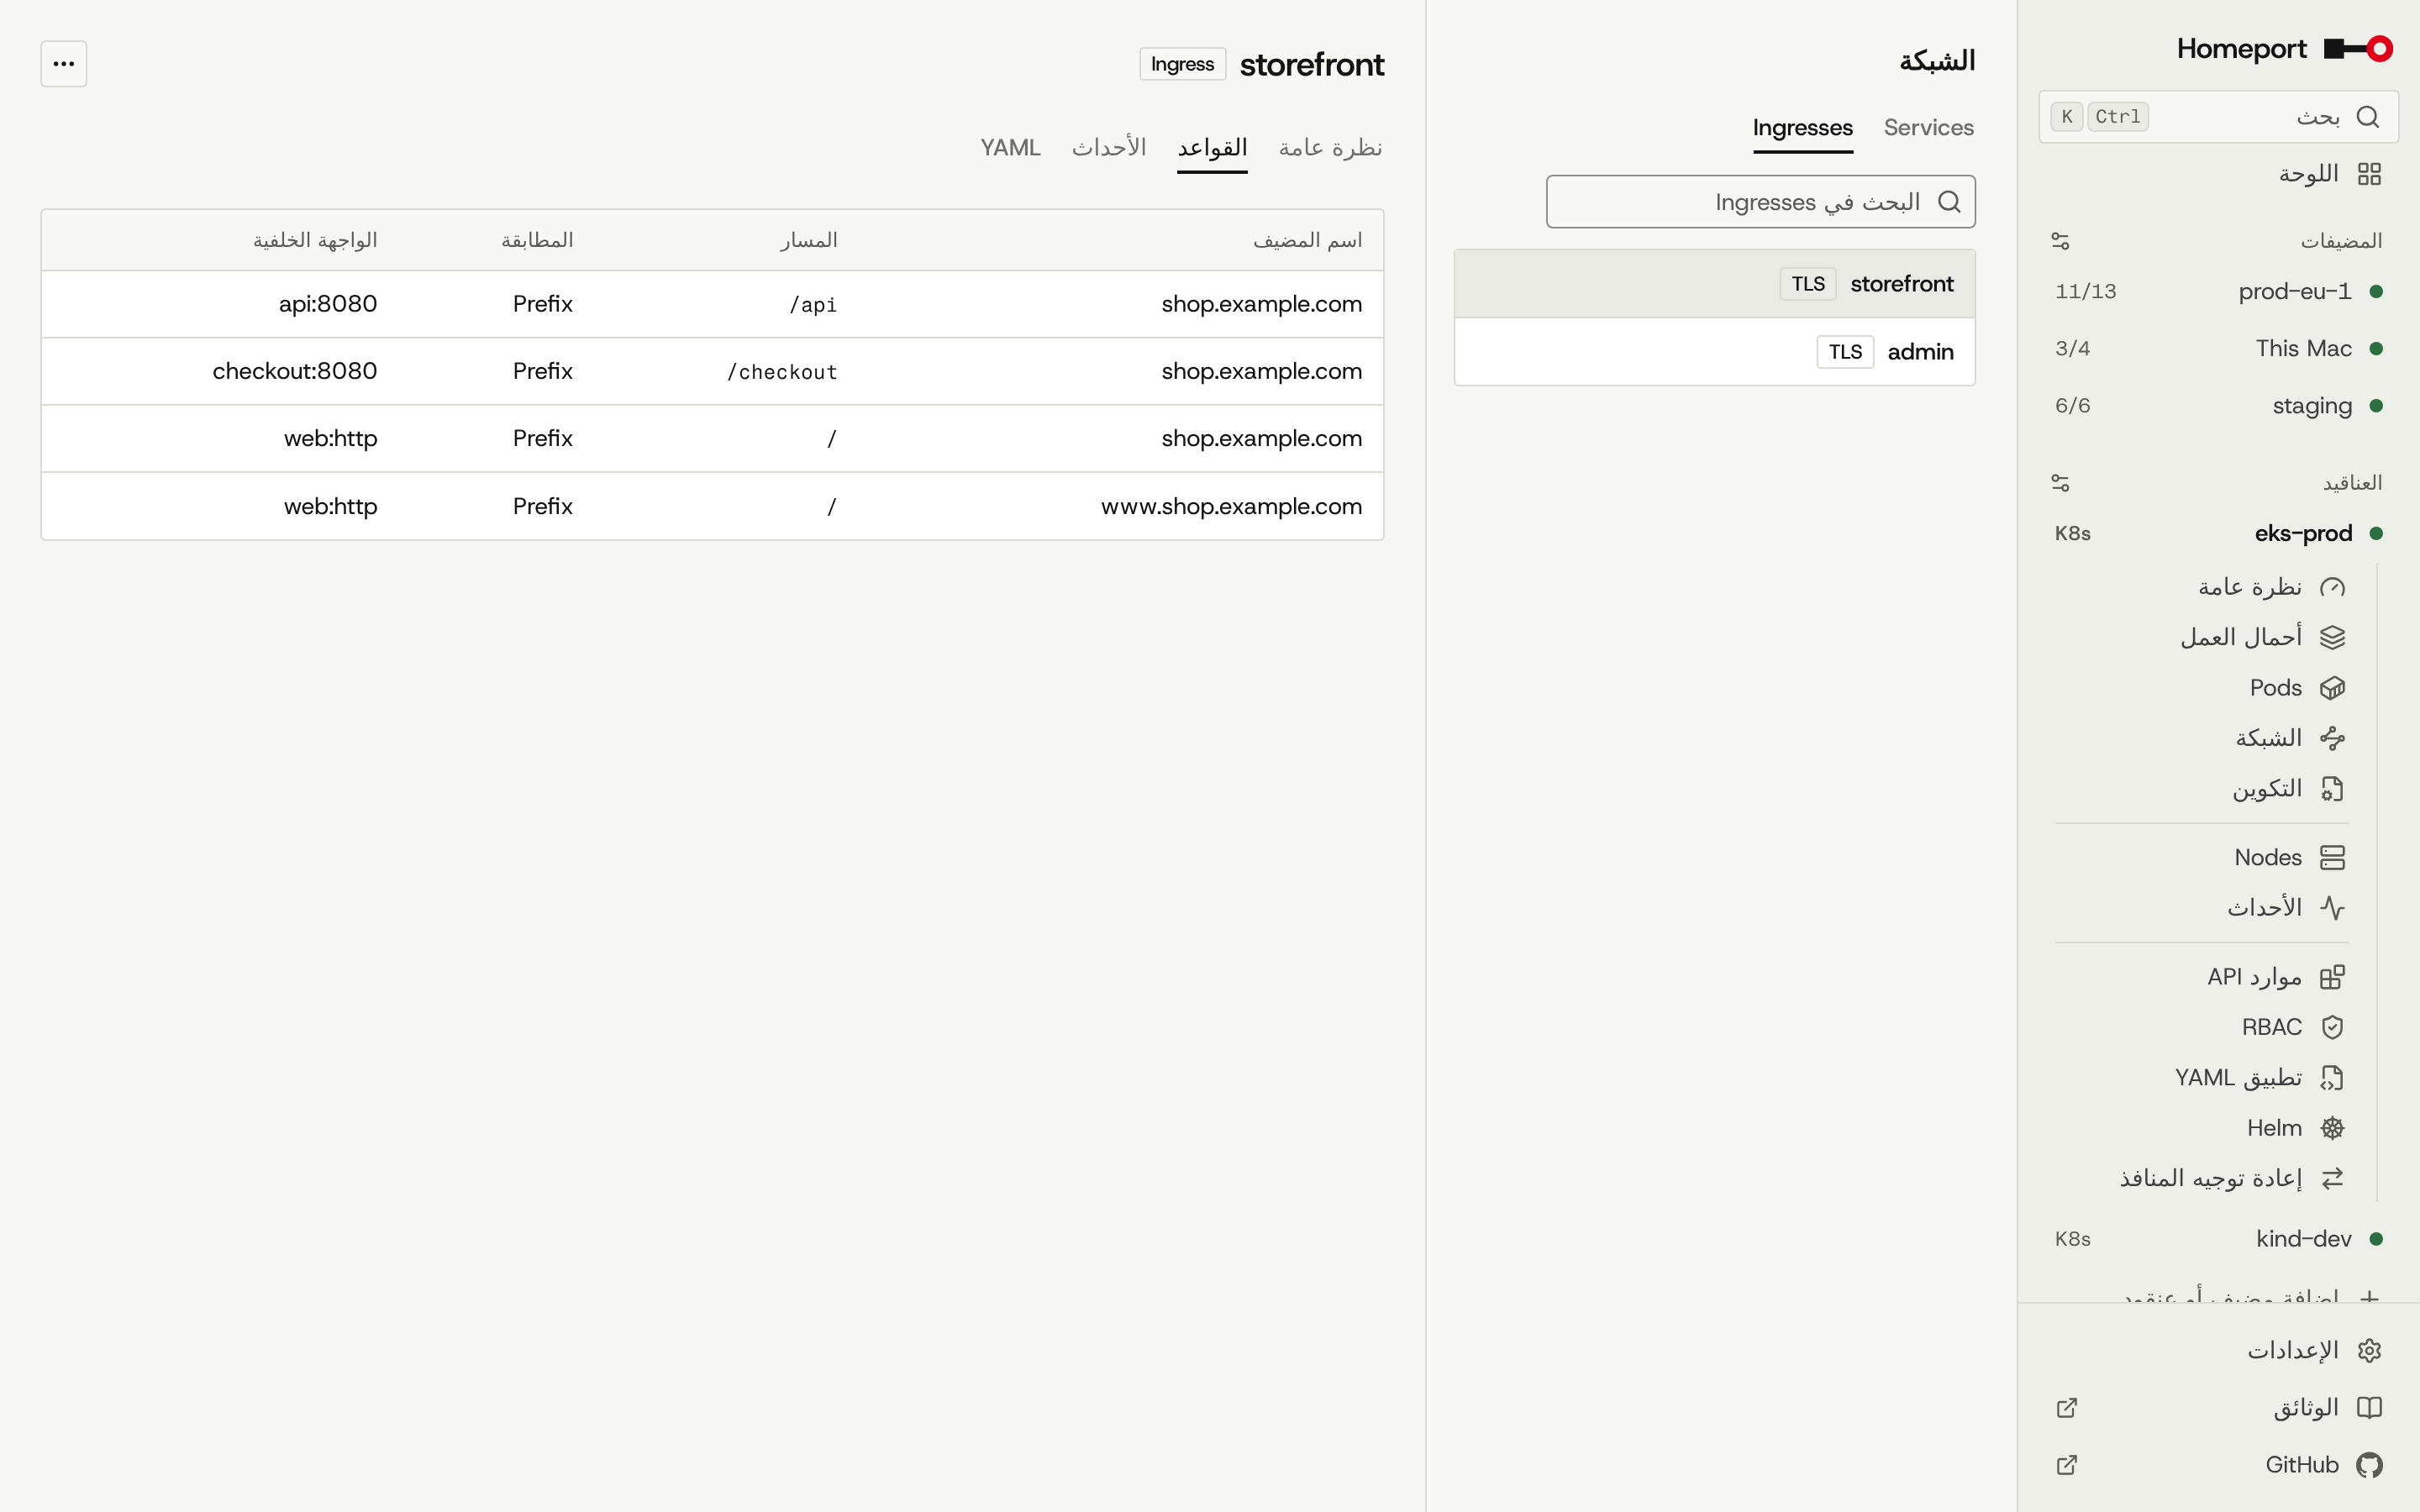 Homeport
بحث
Ctrl K
اللوحة
المضيفات
prod-eu-1 11/13
This Mac 3/4
staging 6/6
العناقيد
eks-prod K8s
نظرة عامة
أحمال العمل
Pods
الشبكة
التكوين
Nodes
الأحداث
موارد API
RBAC
تطبيق YAML
Helm
إعادة توجيه المنافذ
kind-dev K8s
إضافة مضيف أو عنقود
الإعدادات
الوثائق
GitHub
الشبكة
Services Ingresses
البحث في Ingresses
storefront TLS
admin TLS
storefront Ingress
نظرة عامة القواعد الأحداث YAML
اسم المضيف المسار المطابقة الواجهة الخلفية
shop.example.com /api Prefix api:8080
shop.example.com /checkout Prefix checkout:8080
shop.example.com / Prefix web:http
www.shop.example.com / Prefix web:http